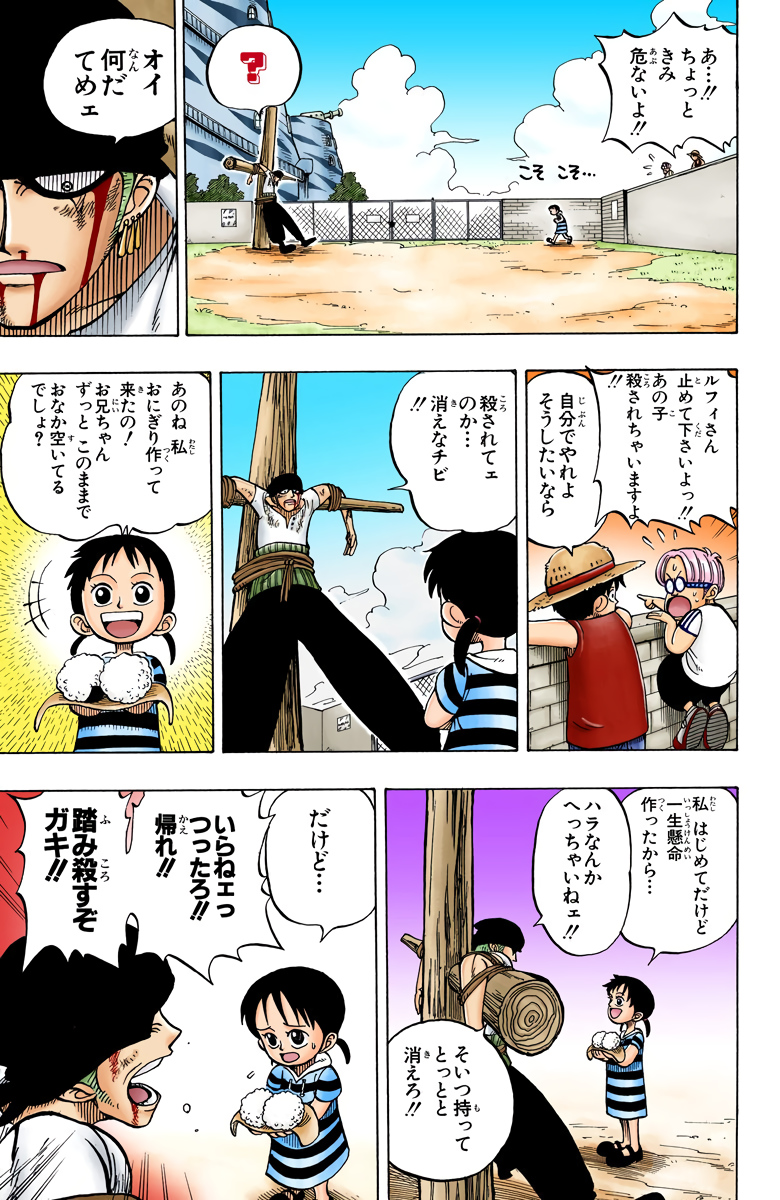 あ…!!
ちょっと
きみ
危ないよ!!
こそ こそ…
?
オイ
何だ
てめェ
ルフィさん
止めて下さいよっ!!
あの子
殺されちゃいますよ
!!
自分でやれよ
そうしたいなら
殺されてェ
のか…
消えなチビ
!!
あのね 私
おにぎり作って
来たの!
お兄ちゃん
ずっと このままで
おなか空いてる
でしょ?
私 はじめてだけど
一生懸命
作ったから…
ハラなんか
へっちゃいねェ!!
そいつ持って
とっとと
消えろ!!
だけど…
いらねェっ
つったろ!!
帰れ!!
踏み殺すぞ
ガキ!!